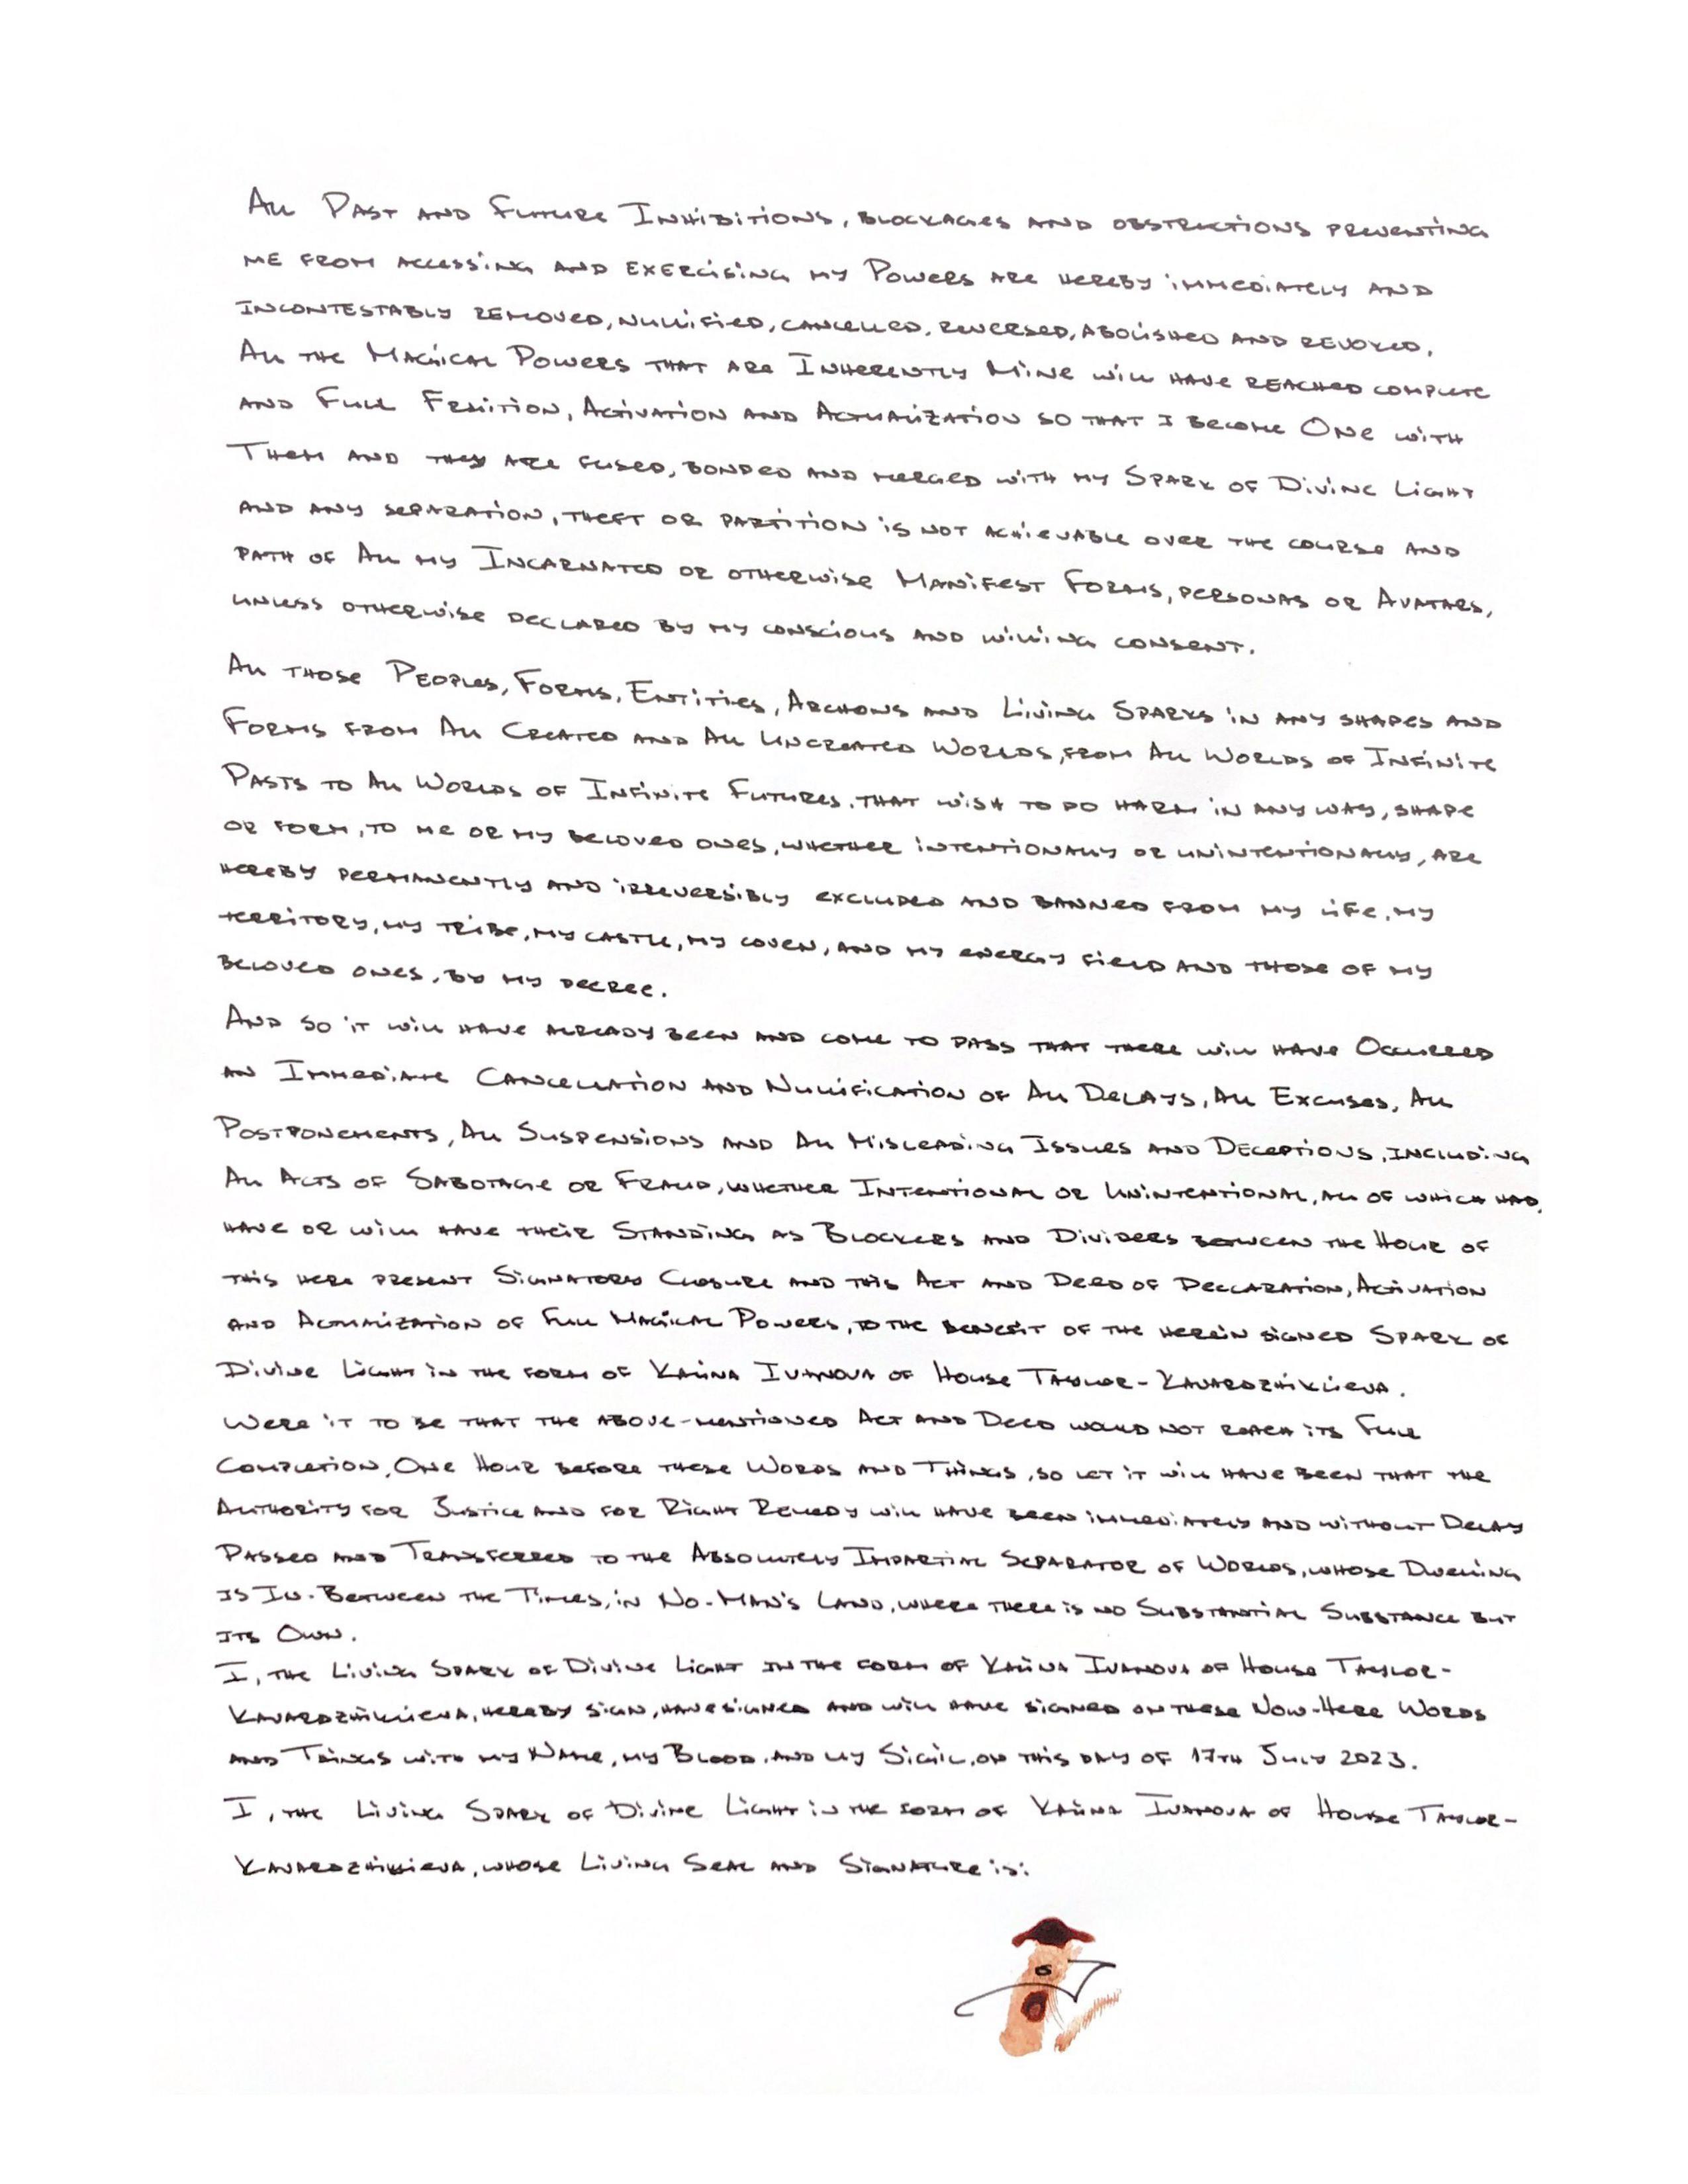 All Past and Future Inhibitions, blockages and obstructions preventing
me from accessing and exercising my Powers are hereby immediately and
incontestably removed, nullified, cancelled, reversed, abolished and revoked.
All the Magical Powers that are Inherently Mine will have reached complete
and Full Fruition, Activation and Actualization so that I become One with
Them and they are fused, bonded and merged with my Spark of Divine Light
and any separation, theft or partition is not achievable over the course and
path of All my Incarnated or otherwise Manifest Forms, personas or Avatars,
unless otherwise declared by my conscious and willing consent.
All those Peoples, Forms, Entities, Archons and Living Sparks in any shapes and
Forms from All Created and All Uncreated Worlds, from All Worlds of Infinite
Pasts to All Worlds of Infinite Futures, that wish to do harm in any way, shape
or form, to me or my beloved ones, whether intentionally or unintentionally, are
hereby permanently and irreversibly excluded and banned from my life, my
territory, my tribe, my castle, my coven, and my energy field and those of my
beloved ones, by my decree.
And so it will have already been and come to pass that there will have Occurred
an Immediate Cancellation and Nullification of All Delays, All Excuses, All
Postponements, All Suspensions and All Misleading Issues and Deceptions, including
All Acts of Sabotage or Fraud, whether Intentional or Unintentional, all of which had,
have or will have their Standing as Blockers and Dividers between the Hour of
this here present Signatory Closure and this Act and Deed of Declaration, Activation
and Actualization of Full Magical Powers, to the benefit of the herein signed Spark of
Divine Light in the form of Kalina Ivanova of House Taylor-Kavardzhiklieva.
Were it to be that the above-mentioned Act and Deed would not reach its Full
Completion, One Hour before these Words and Things, so let it will have been that the
Authority for Justice and for Right Remedy will have been immediately and without Delay
Passed and Transferred to the Absolutely Impartial Separator of Worlds, whose Dwelling
is In-Between the Times, in No-Man's Land, where there is no Substantial Substance but
its Own.
I, the Living Spark of Divine Light in the form of Kalina Ivanova of House Taylor-
Kavardzhiklieva, hereby sign, have signed and will have signed on these Now-Here Words
and Things with my Name, my Blood, and my Sigil, on this day of 17th July 2023.
I, the Living Spark of Divine Light in the form of Kalina Ivanova of House Taylor-
Kavardzhiklieva, whose Living Seal and Signature is: